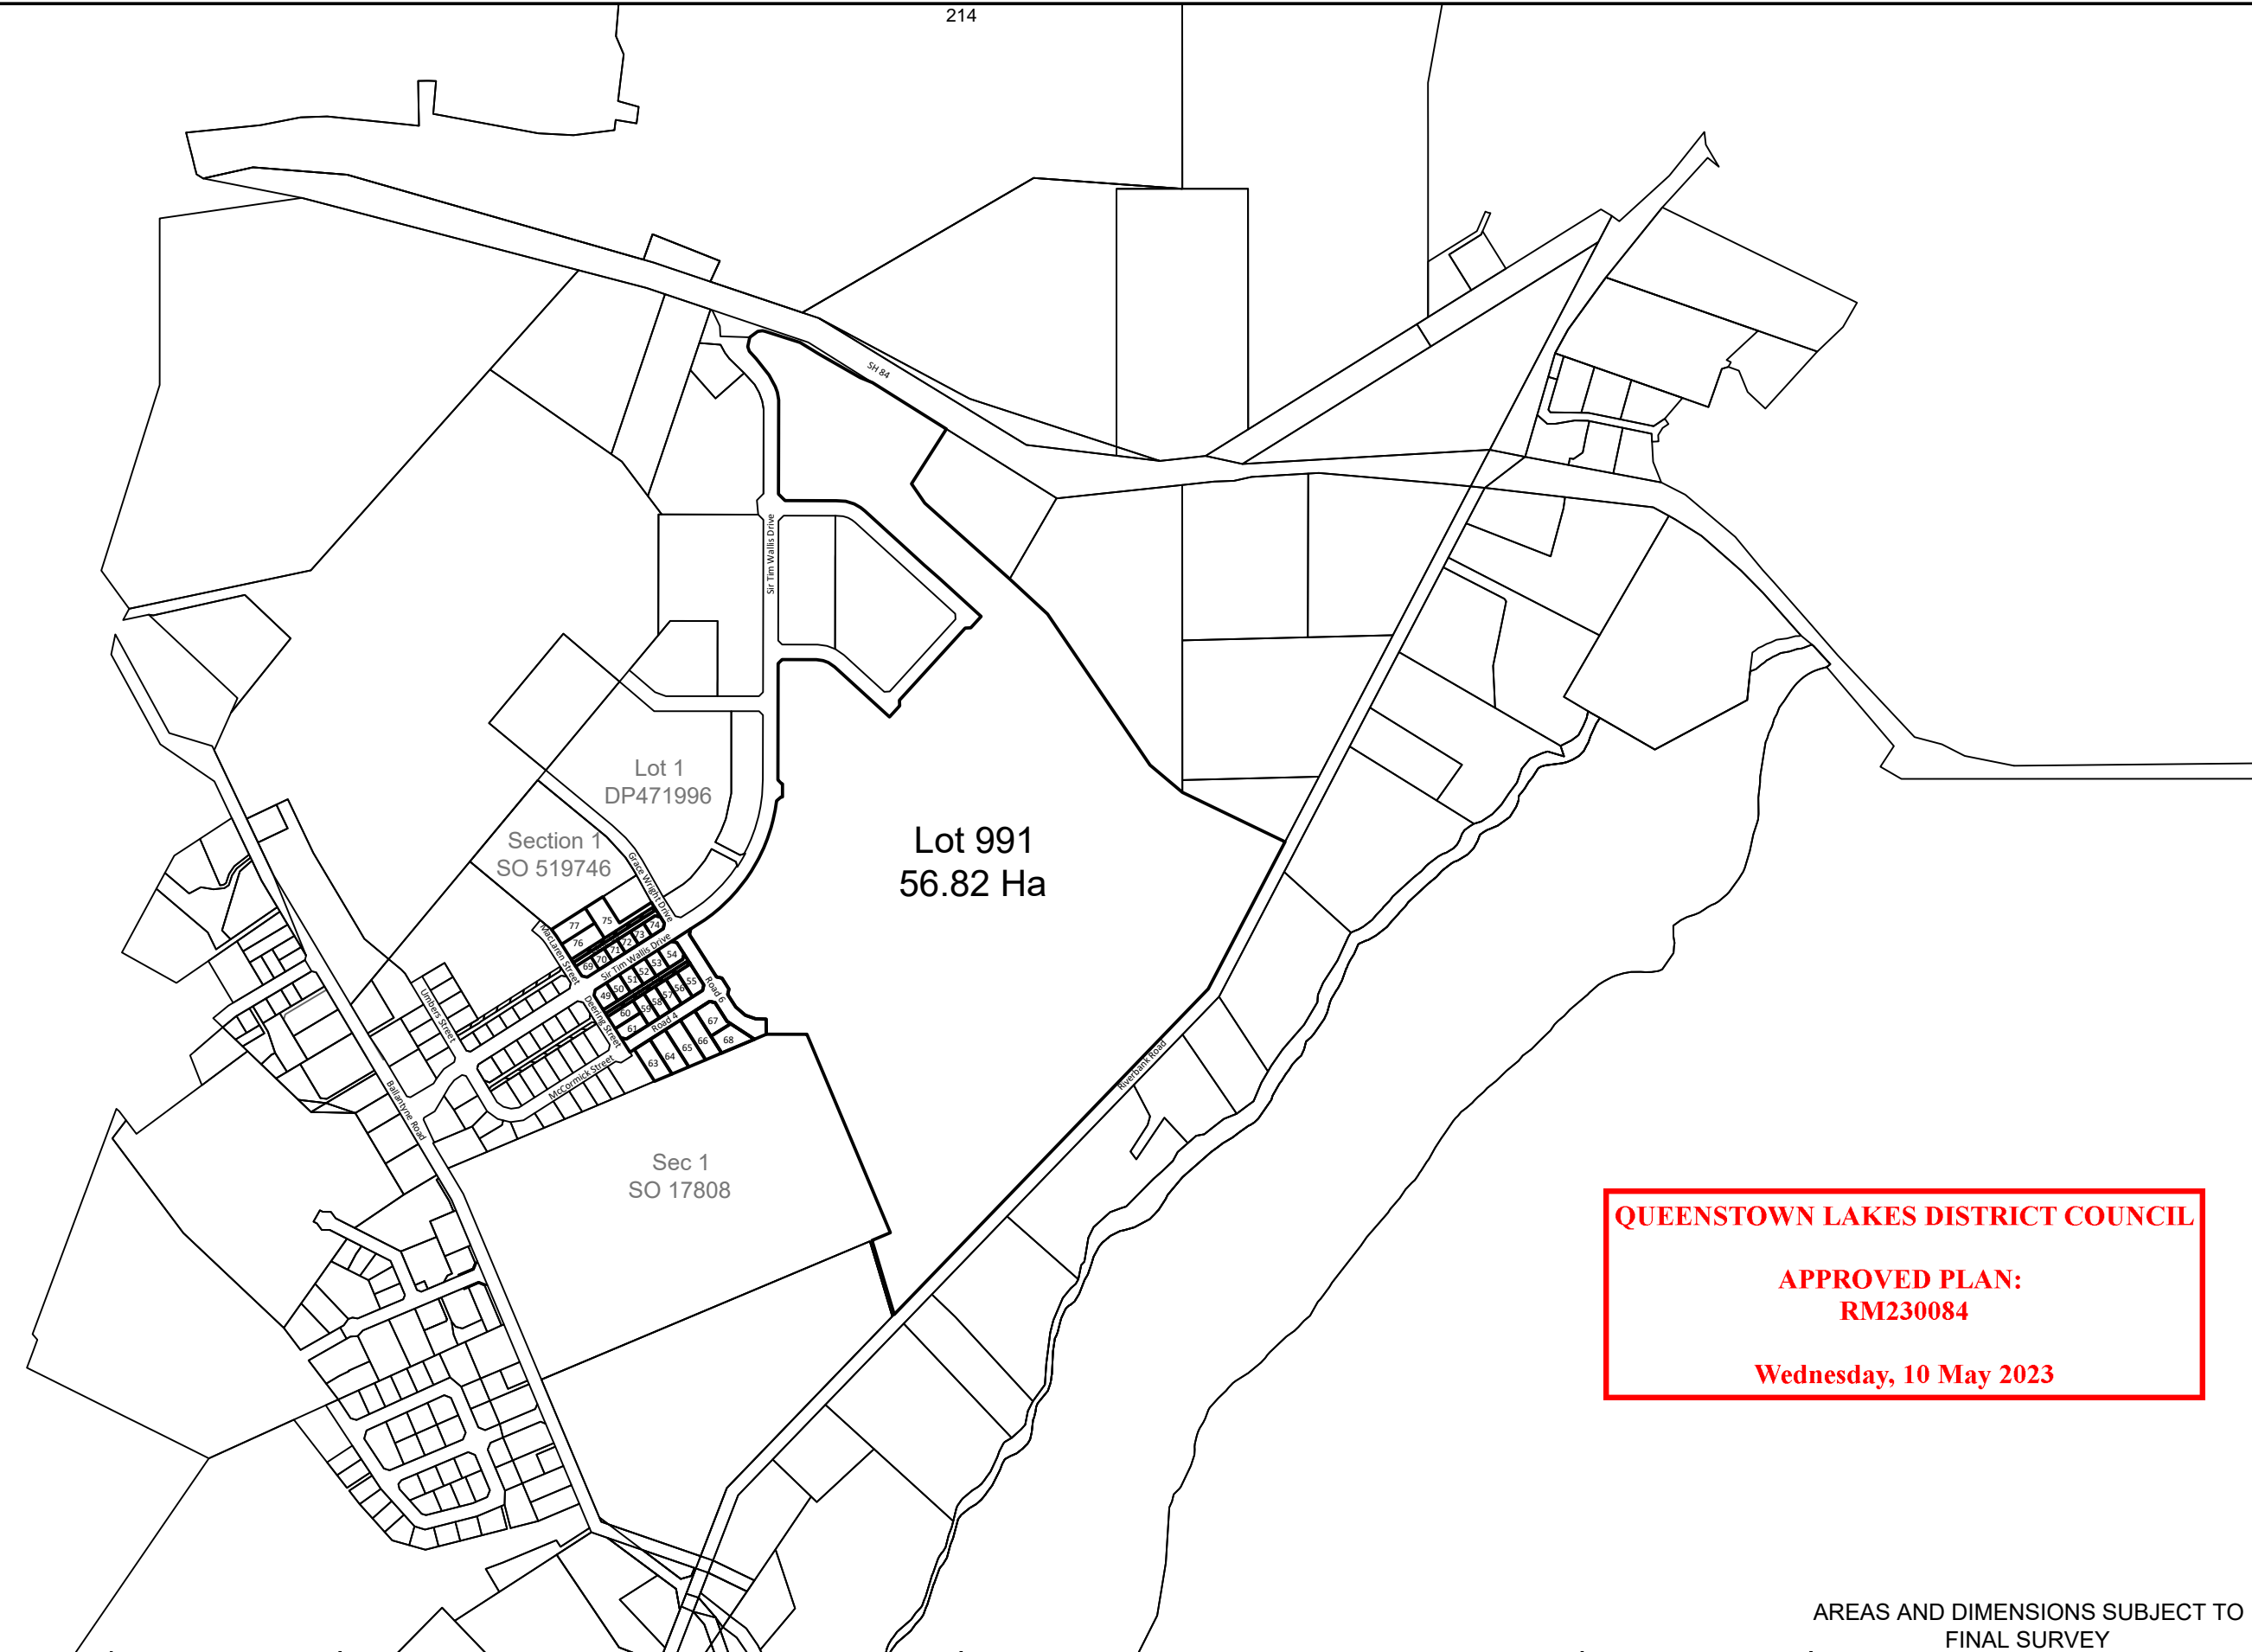 214
SH 84
Sir Tim Wallis Drive
Lot 1
DP471996
Section 1
SO 519746
Grace Wright Drive
Lot 991
56.82 Ha
77
75
76
74
73
72
71
70
69
MacLaren Street
Sir Tim Wallis Drive
54
53
52
51
50
49
55
56
57
58
59
60
61
Road 6
Road 4
Deering Street
67
68
66
65
64
63
Umbers Street
McCormick Street
Ballantyne Road
Riverbank Road
Sec 1
SO 17808
QUEENSTOWN LAKES DISTRICT COUNCIL
APPROVED PLAN:
RM230084
Wednesday, 10 May 2023
AREAS AND DIMENSIONS SUBJECT TO
FINAL SURVEY